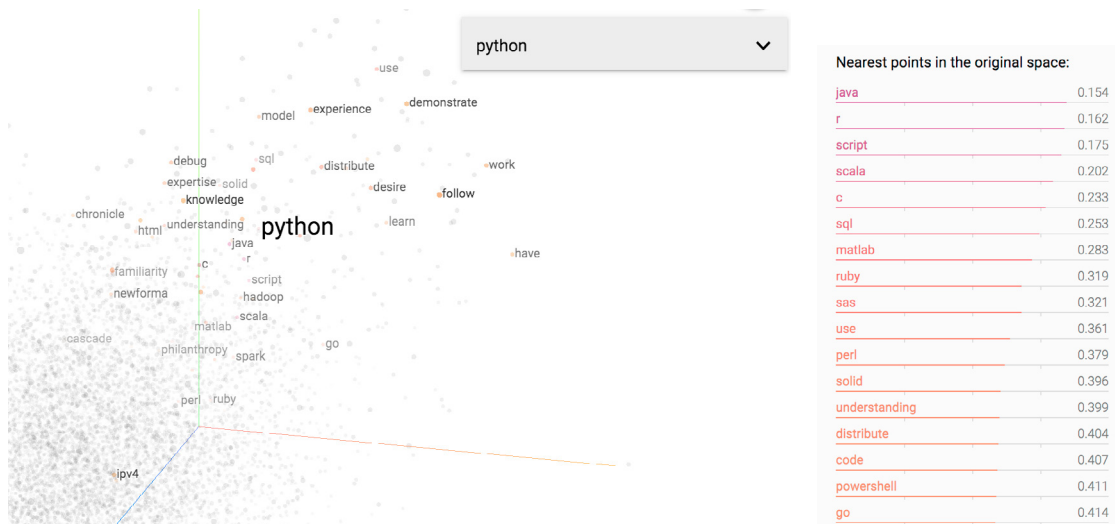 python
use
demonstrate
experience
model
debug
sql
distribute
work
expertise
solid
desire
follow
knowledge
chronicle
understanding
python
learn
html
java
r
have
c
familiarity
script
newforma
hadoop
scala
matlab
cascade
philanthropy
spark
go
perl
ruby
ipv4
Nearest points in the original space:
java 0.154
r 0.162
script 0.175
scala 0.202
c 0.233
sql 0.253
matlab 0.283
ruby 0.319
sas 0.321
use 0.361
perl 0.379
solid 0.396
understanding 0.399
distribute 0.404
code 0.407
powershell 0.411
go 0.414